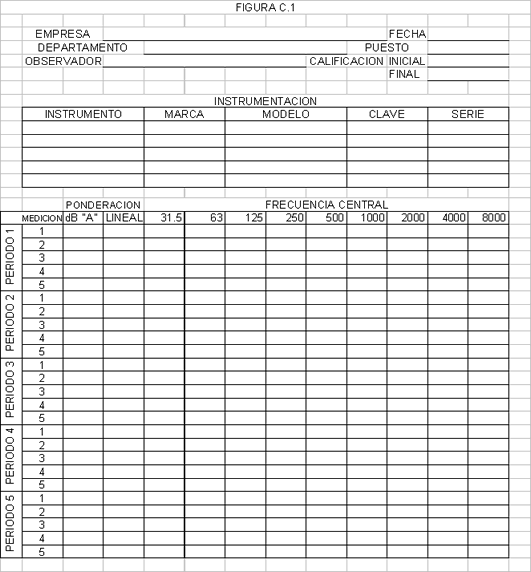 FIGURA C.1
EMPRESA FECHA
DEPARTAMENTO PUESTO
OBSERVADOR CALIFICACION INICIAL
FINAL
INSTRUMENTACION
INSTRUMENTO MARCA MODELO CLAVE SERIE
PONDERACION FRECUENCIA CENTRAL
MEDICION dB "A" LINEAL 31.5 63 125 250 500 1000 2000 4000 8000
PERIODO 1
1
2
3
4
5
PERIODO 2
1
2
3
4
5
PERIODO 3
1
2
3
4
5
PERIODO 4
1
2
3
4
5
PERIODO 5
1
2
3
4
5